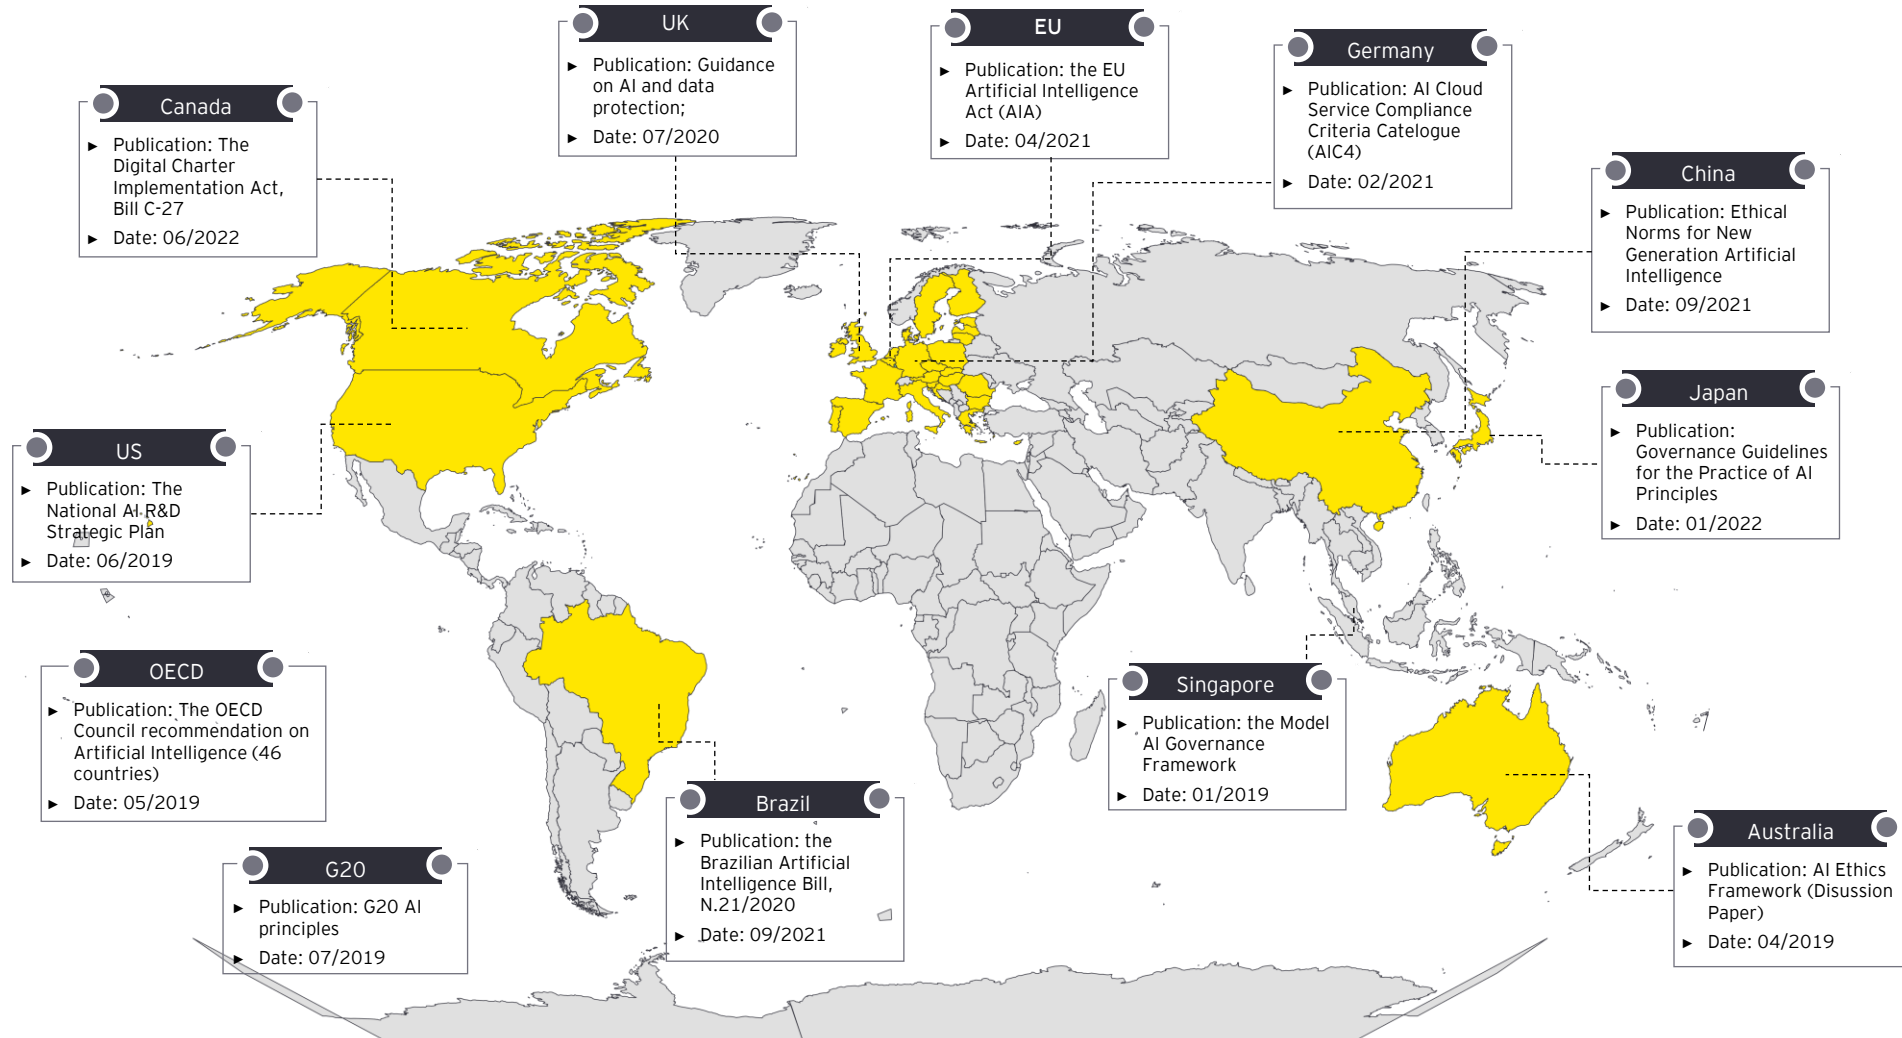 UK
► Publication: Guidance
on AI and data
protection;
► Date: 07/2020
EU
► Publication: the EU
Artificial Intelligence
Act (AIA)
► Date: 04/2021
Germany
► Publication: AI Cloud
Service Compliance
Criteria Catelogue
(AIC4)
► Date: 02/2021
Canada
► Publication: The
Digital Charter
Implementation Act,
Bill C-27
► Date: 06/2022
China
► Publication: Ethical
Norms for New
Generation Artificial
Intelligence
► Date: 09/2021
Japan
► Publication:
Governance Guidelines
for the Practice of AI
Principles
► Date: 01/2022
US
► Publication: The
National AI R&D
Strategic Plan
► Date: 06/2019
OECD
► Publication: The OECD
Council recommendation on
Artificial Intelligence (46
countries)
► Date: 05/2019
Singapore
► Publication: the Model
AI Governance
Framework
► Date: 01/2019
Brazil
► Publication: the
Brazilian Artificial
Intelligence Bill,
N.21/2020
► Date: 09/2021
Australia
► Publication: AI Ethics
Framework (Disussion
Paper)
► Date: 04/2019
G20
► Publication: G20 AI
principles
► Date: 07/2019